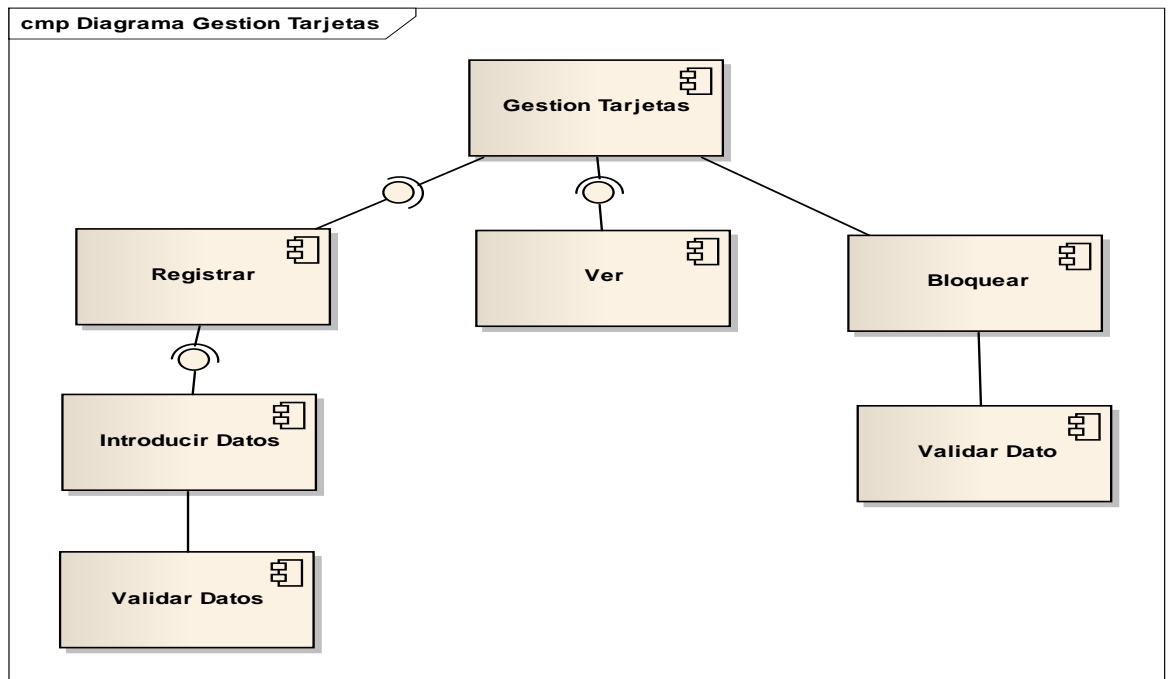 cmp Diagrama Gestion Tarjetas
Gestion Tarjetas
Registrar
Ver
Bloquear
Introducir Datos
Validar Dato
Validar Datos